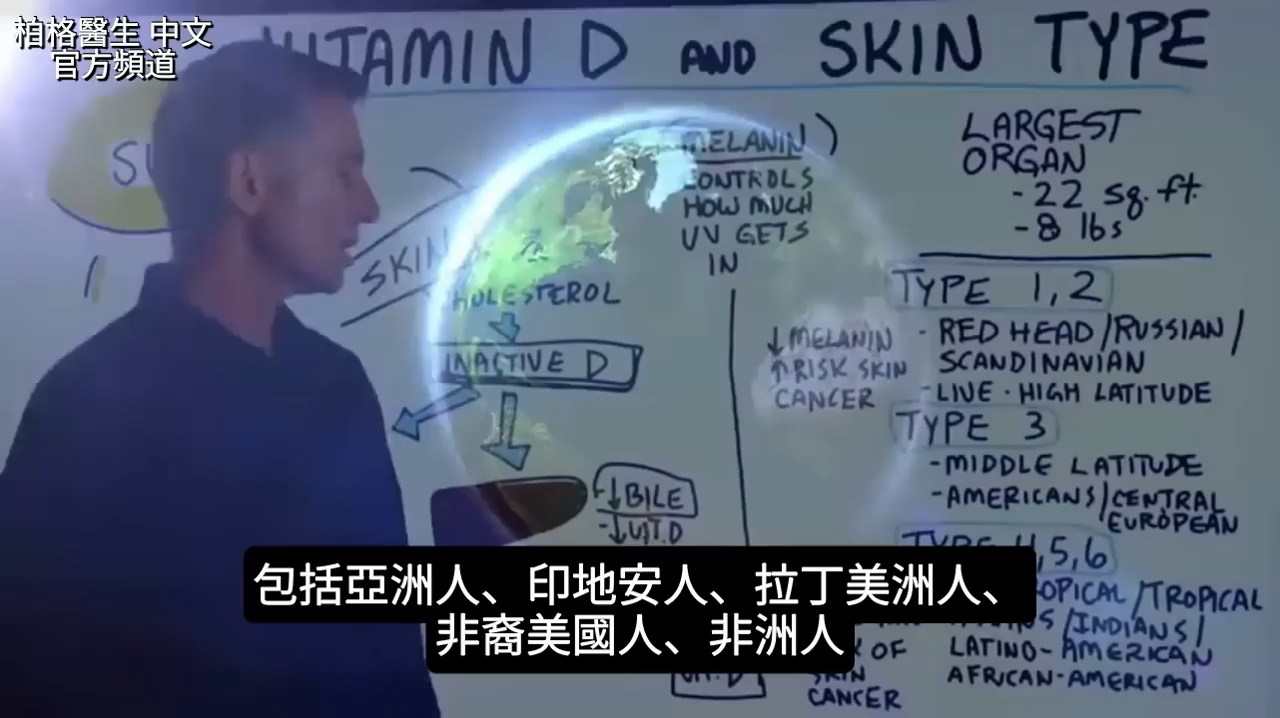 柏格醫生 中文
官方頻道
VITAMIN D AND SKIN TYPE
SKIN
CHOLESTEROL
INACTIVE D
↓BILE
-↓VIT.D
MELANIN)
CONTROLS
HOW MUCH
UV GETS
IN
↓MELANIN
↑RISK SKIN
CANCER
LARGEST
ORGAN
-22 sq.ft.
-8 lbs
TYPE 1,2
-RED HEAD/RUSSIAN/
SCANDINAVIAN
-LIVE·HIGH LATITUDE
TYPE 3
-MIDDLE LATITUDE
-AMERICANS/CENTRAL
EUROPEAN
TYPE 4,5,6
/TROPICAL
/INDIANS/
LATINO-AMERICAN
AFRICAN-AMERICAN
OF
SKIN
CANCER
包括亞洲人、印地安人、拉丁美洲人、
非裔美國人、非洲人